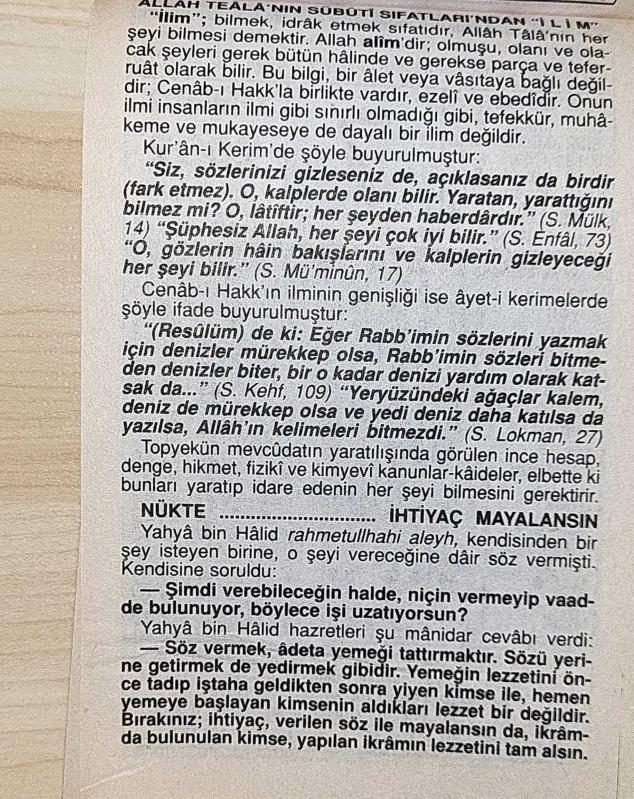 ALLAH TEÂLÂ'NIN SÜBÛTÎ SIFATLARI'NDAN "İ L İ M"
"İlim"; bilmek, idrâk etmek sıfatıdır, Allâh Tâlâ'nın her
şeyi bilmesi demektir. Allah alîm'dir; olmuşu, olanı ve ola-
cak şeyleri gerek bütün hâlinde ve gerekse parça ve tefer-
ruât olarak bilir. Bu bilgi, bir âlet veya vâsıtaya bağlı değil-
dir; Cenâb-ı Hakk'la birlikte vardır, ezelî ve ebedîdir. Onun
ilmi insanların ilmi gibi sınırlı olmadığı gibi, tefekkür, muhâ-
keme ve mukayeseye de dayalı bir ilim değildir.
Kur'ân-ı Kerim'de şöyle buyurulmuştur:
"Siz, sözlerinizi gizleseniz de, açıklasanız da birdir
(fark etmez). O, kalplerde olanı bilir. Yaratan, yarattığını
bilmez mi? O, lâtîftir; her şeyden haberdârdır." (S. Mülk,
14) "Şüphesiz Allah, her şeyi çok iyi bilir." (S. Enfâl, 73)
"O, gözlerin hâin bakışlarını ve kalplerin gizleyeceği
her şeyi bilir." (S. Mü'minûn, 17)
Cenâb-ı Hakk'ın ilminin genişliği ise âyet-i kerimelerde
şöyle ifade buyurulmuştur:
"(Resûlüm) de ki: Eğer Rabb'imin sözlerini yazmak
için denizler mürekkep olsa, Rabb'imin sözleri bitme-
den denizler biter, bir o kadar denizi yardım olarak kat-
sak da..." (S. Kehf, 109) "Yeryüzündeki ağaçlar kalem,
deniz de mürekkep olsa ve yedi deniz daha katılsa da
yazılsa, Allâh'ın kelimeleri bitmezdi." (S. Lokman, 27)
Topyekün mevcûdatın yaratılışında görülen ince hesap,
denge, hikmet, fizikî ve kimyevî kanunlar-kâideler, elbette ki
bunları yaratıp idare edenin her şeyi bilmesini gerektirir.
NÜKTE .............................. İHTİYAÇ MAYALANSIN
Yahyâ bin Hâlid rahmetullhahi aleyh, kendisinden bir
şey isteyen birine, o şeyi vereceğine dâir söz vermişti.
Kendisine soruldu:
— Şimdi verebileceğin halde, niçin vermeyip vaad-
de bulunuyor, böylece işi uzatıyorsun?
Yahyâ bin Hâlid hazretleri şu mânidar cevâbı verdi:
— Söz vermek, âdeta yemeği tattırmaktır. Sözü yeri-
ne getirmek de yedirmek gibidir. Yemeğin lezzetini ön-
ce tadıp iştaha geldikten sonra yiyen kimse ile, hemen
yemeye başlayan kimsenin aldıkları lezzet bir değildir.
Bırakınız; ihtiyaç, verilen söz ile mayalansın da, ikrâm-
da bulunulan kimse, yapılan ikrâmın lezzetini tam alsın.